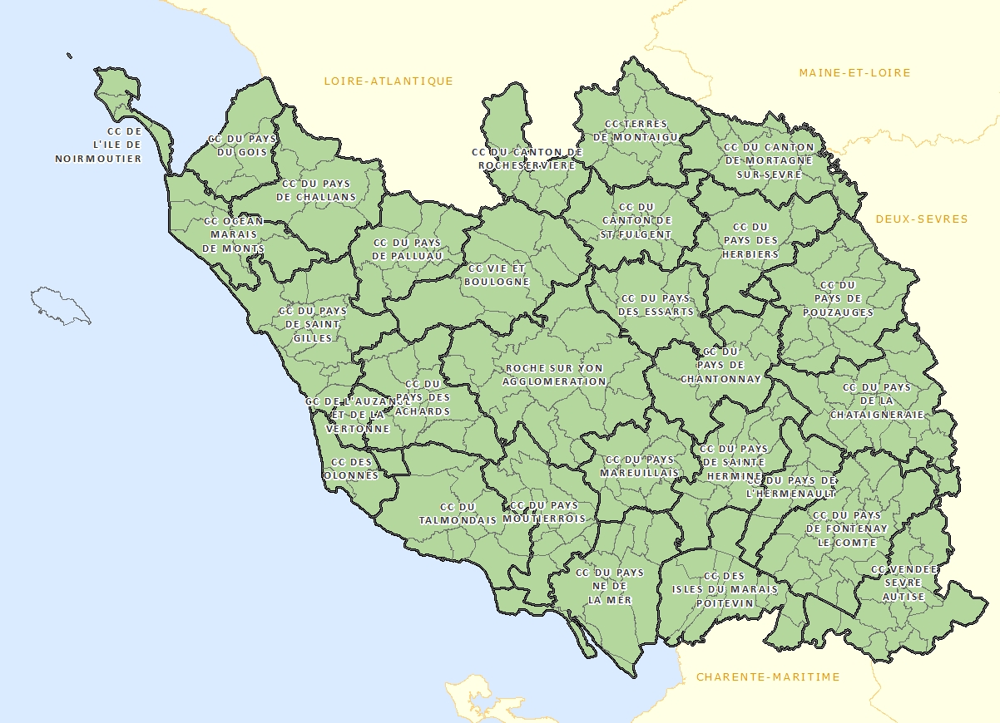 LOIRE-ATLANTIQUE
MAINE-ET-LOIRE
DEUX-SEVRES
CHARENTE-MARITIME
CC DE
L'ILE DE
NOIRMOUTIER
CC DU PAYS
DU GOIS
CC DU PAYS
DE CHALLANS
CC OCEAN
MARAIS
DE MONTS
CC DU CANTON DE
ROCHESERVIERE
CC TERRES
DE MONTAIGU
CC DU CANTON
DE MORTAGNE
SUR SEVRE
CC DU PAYS
DE PALLUAU
CC VIE ET
BOULOGNE
CC DU
CANTON DE
ST FULGENT
CC DU
PAYS DES
HERBIERS
CC DU
PAYS DE
POUZAUGES
CC DU PAYS
DE SAINT
GILLES
CC DU PAYS
DES ESSARTS
ROCHE SUR YON
AGGLOMERATION
CC DU
PAYS DE
CHANTONNAY
CC DU PAYS
DE LA
CHATAIGNERAIE
CC DE L'AUZANCE
ET DE LA
VERTONNE
CC DU
PAYS DES
ACHARDS
CC DES
OLONNES
CC DU PAYS
MAREUILLAIS
CC DU PAYS
DE SAINTE
HERMINE
CC DU PAYS DE
L'HERMENAULT
CC DU
TALMONDAIS
CC DU PAYS
MOUTIERROIS
CC DU PAYS
DE FONTENAY
LE COMTE
CC DU PAYS
NE DE
LA MER
CC DES
ISLES DU MARAIS
POITEVIN
CC VENDEE
SEVRE
AUTISE